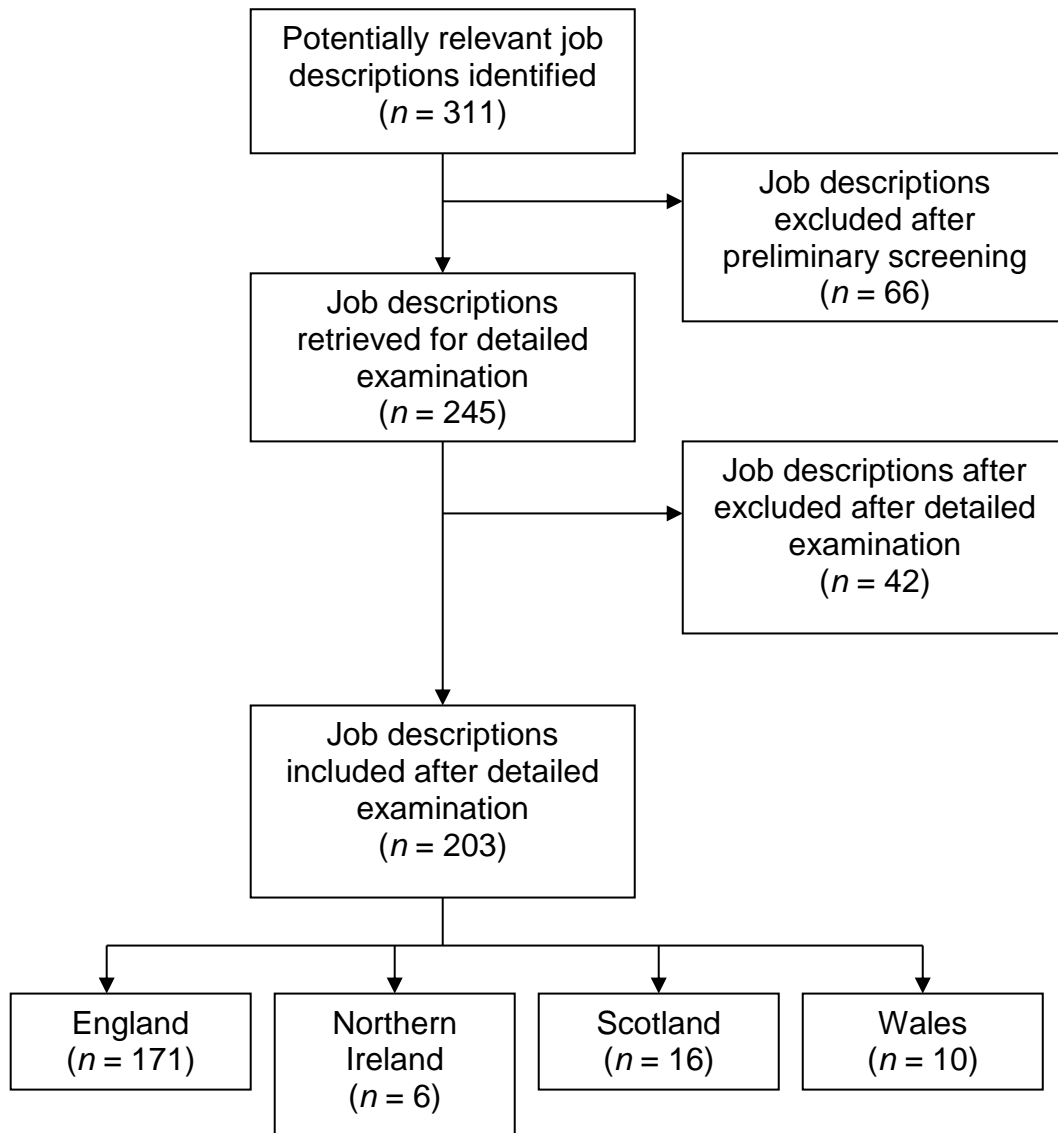 Potentially relevant job
descriptions identified
(n = 311)
Job descriptions
excluded after
preliminary screening
(n = 66)
Job descriptions
retrieved for detailed
examination
(n = 245)
Job descriptions after
excluded after detailed
examination
(n = 42)
Job descriptions
included after detailed
examination
(n = 203)
England
(n = 171)
Northern
Ireland
(n = 6)
Scotland
(n = 16)
Wales
(n = 10)